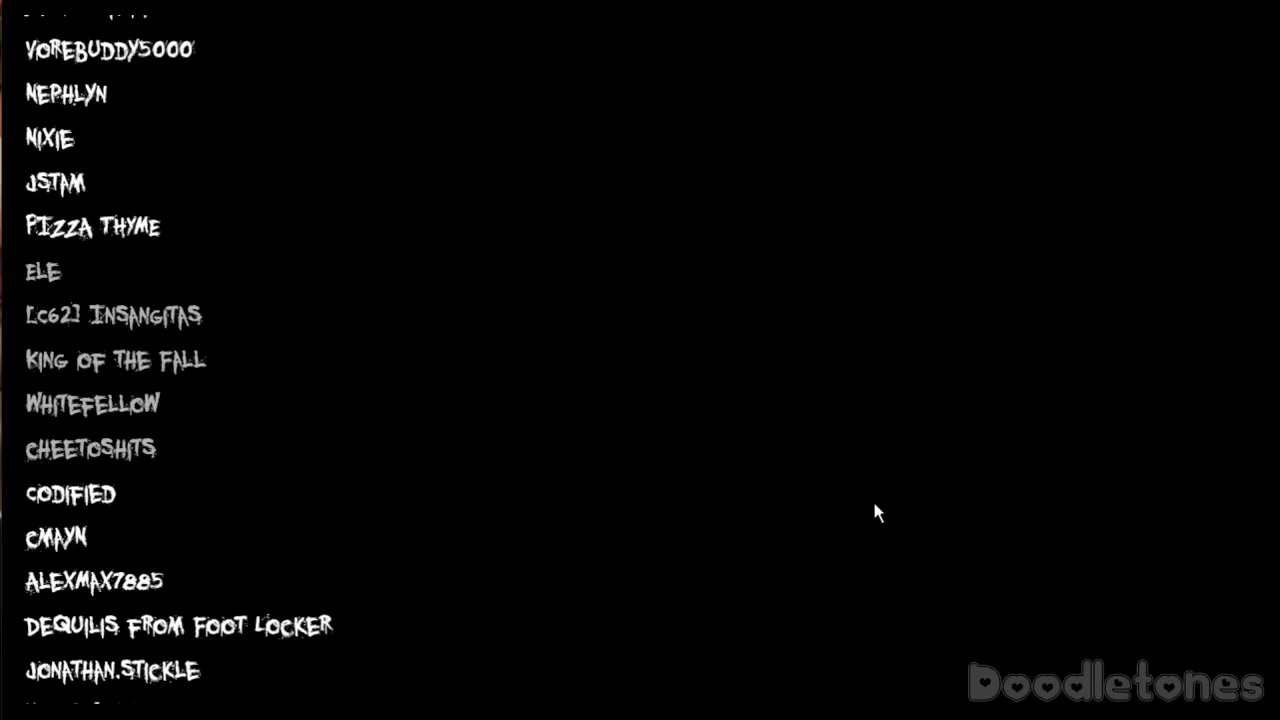 VOREBUDDY5000
NEPHLYN
NIXIE
JSTAM
PIZZA THYME
ELE
[C62] INSANGITAS
KING OF THE FALL
WHITEFELLOW
CHEETOSHITS
CODIFIED
CMAYN
ALEXMAX7885
DEQUILIS FROM FOOT LOCKER
JONATHAN.STICKLE
Doodletones